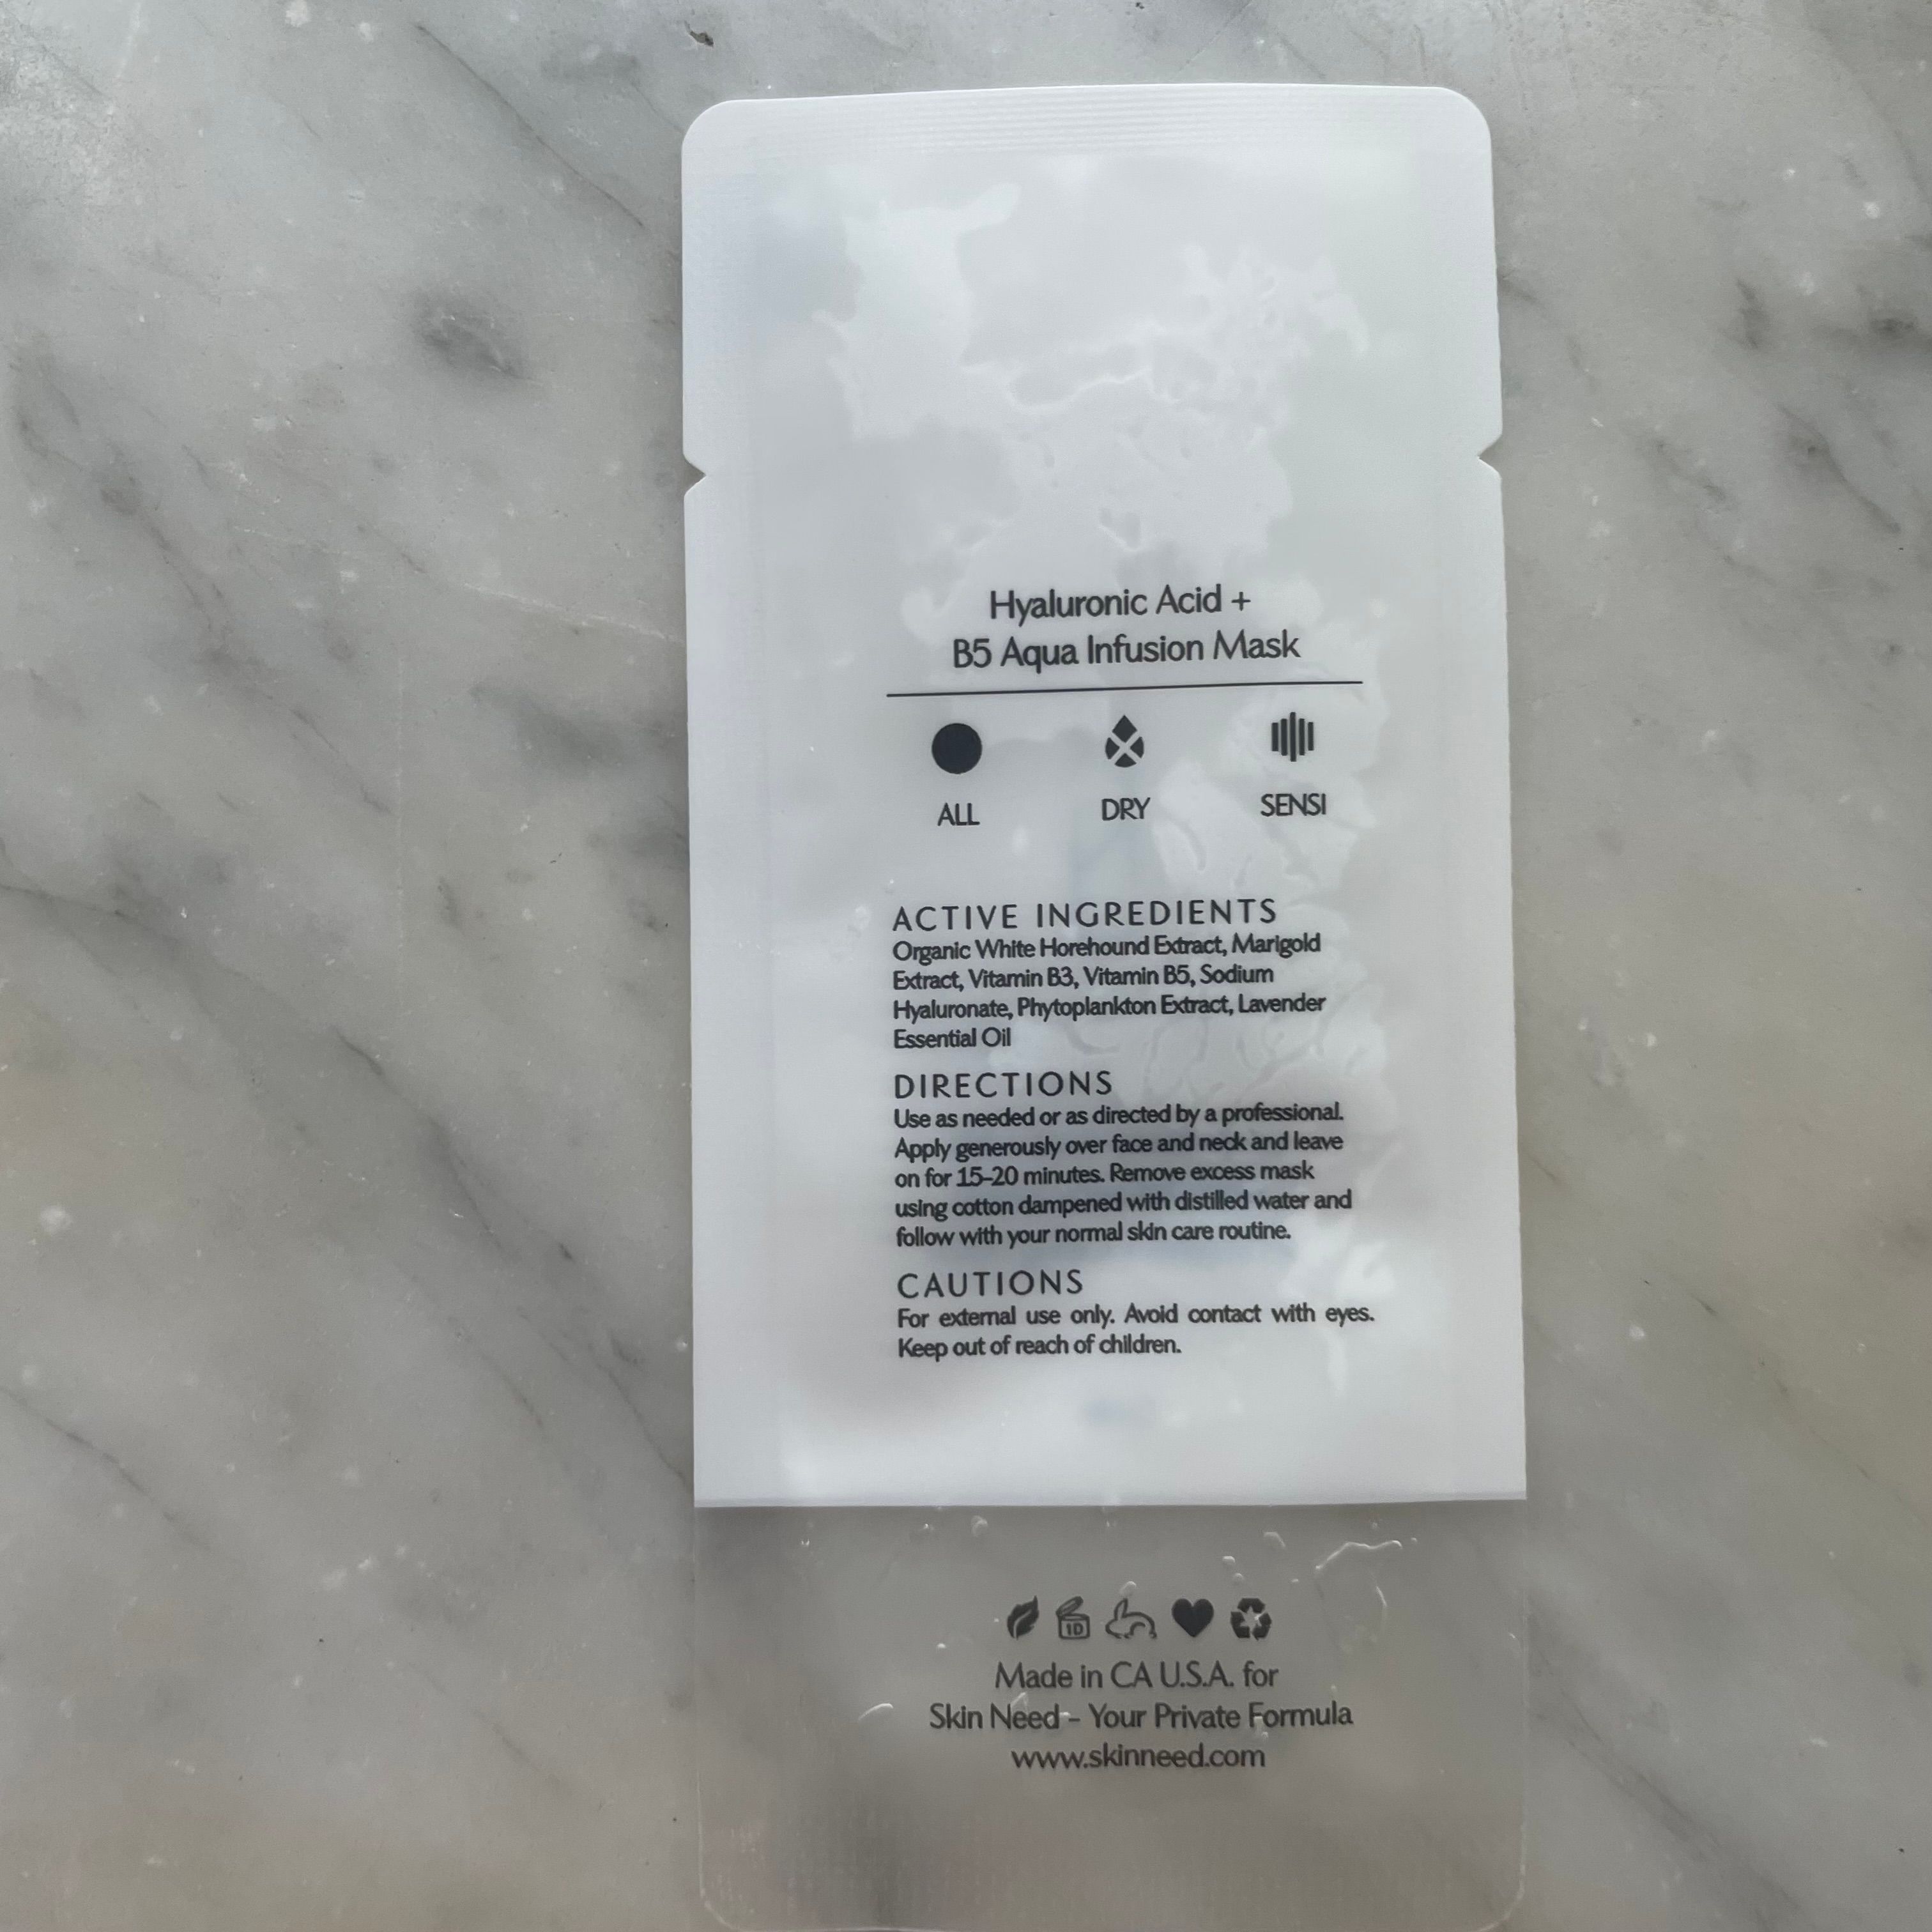 Hyaluronic Acid +
B5 Aqua Infusion Mask
ALL DRY SENSI
ACTIVE INGREDIENTS
Organic White Horehound Extract, Marigold
Extract, Vitamin B3, Vitamin B5, Sodium
Hyaluronate, Phytoplankton Extract, Lavender
Essential Oil
DIRECTIONS
Use as needed or as directed by a professional.
Apply generously over face and neck and leave
on for 15-20 minutes. Remove excess mask
using cotton dampened with distilled water and
follow with your normal skin care routine.
CAUTIONS
For external use only. Avoid contact with eyes.
Keep out of reach of children.
1D
Made in CA U.S.A. for
Skin Need - Your Private Formula
www.skinneed.com